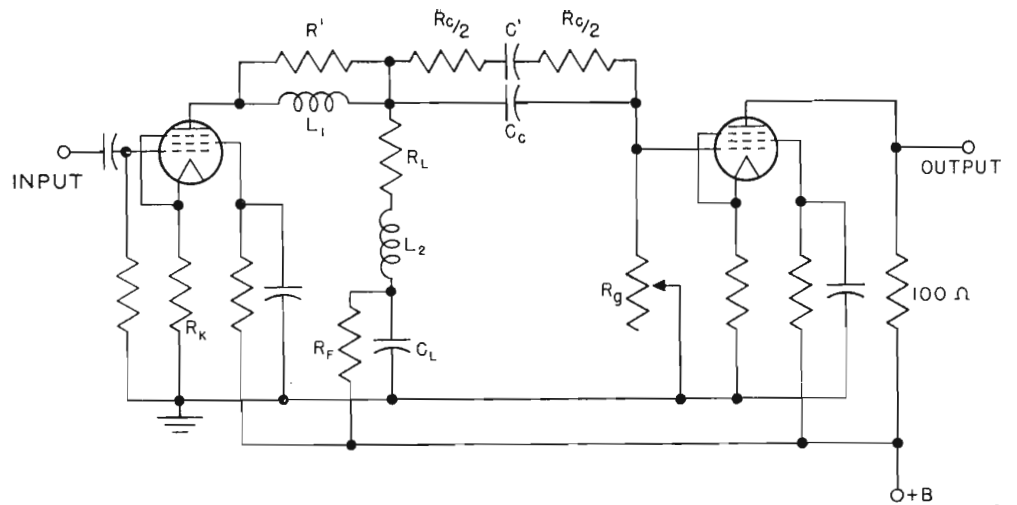 R'
Rc/2
C'
Rc/2
L1
Cc
INPUT
RL
OUTPUT
L2
Rg
100 Ω
RK
RF
CL
+B